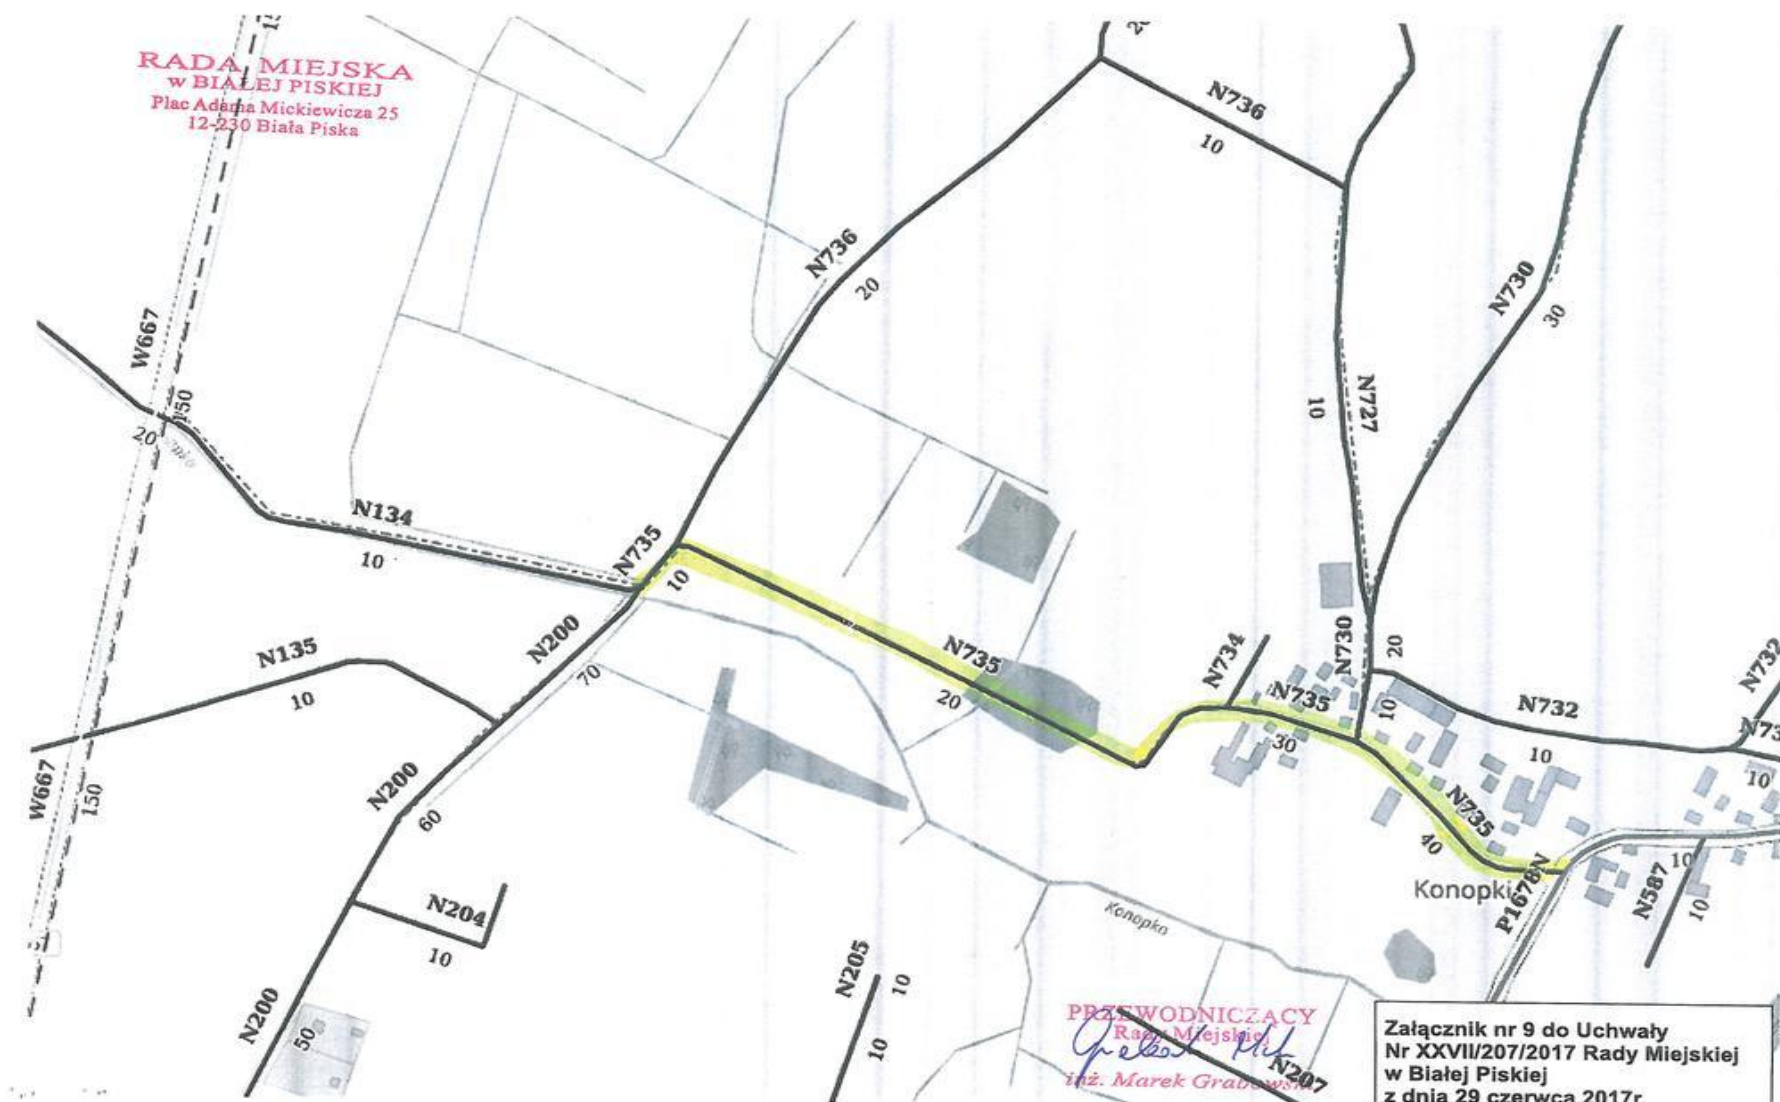 RADA MIEJSKA
w BIAŁEJ PISKIEJ
Plac Adama Mickiewicza 25
12-230 Biała Piska
N736
10
N736
20
N730
30
W667
150
20
N727
10
N134
10
N735
10
N200
70
N135
10
N735
20
N734
N730
20
N735
30
10
N732
10
N732
10
W667
150
N200
60
N735
40
Konopki
P1678N
10
N587
10
N204
10
Konopko
N205
10
10
N200
50
PRZEWODNICZĄCY
Rady Miejskiej
inż. Marek Grabowski
N207
Załącznik nr 9 do Uchwały
Nr XXVII/207/2017 Rady Miejskiej
w Białej Piskiej
z dnia 29 czerwca 2017r